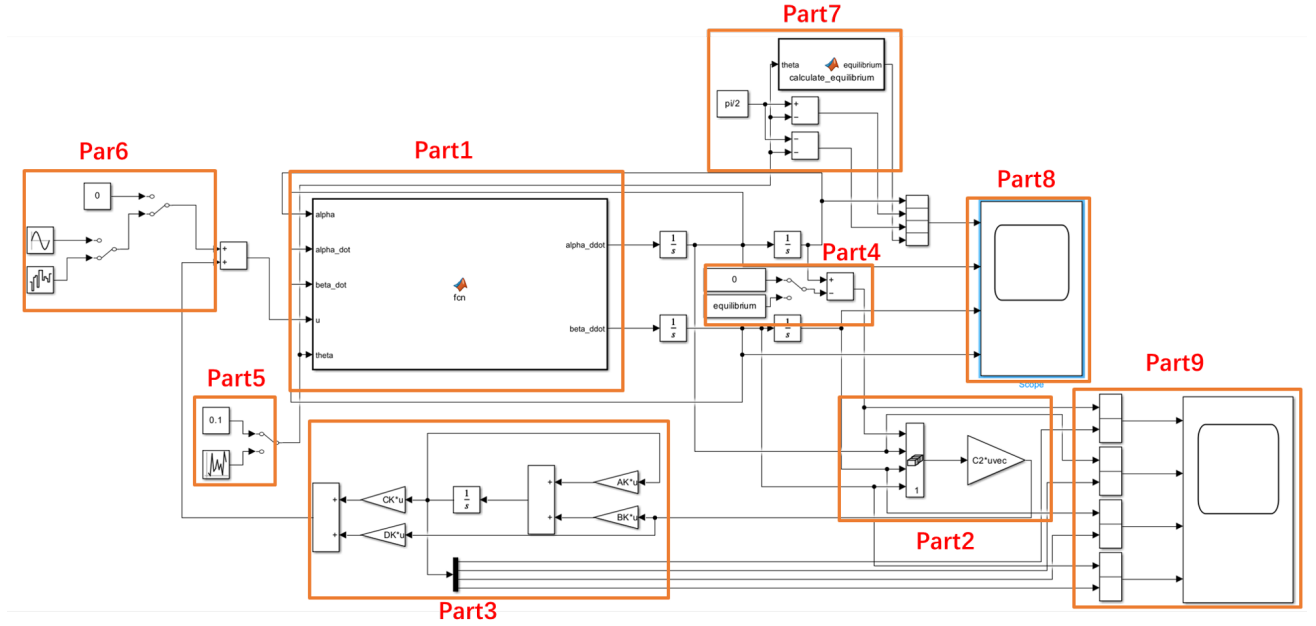 Part7
theta
equilibrium
calculate_equilibrium
pi/2
Par6
Part1
Part8
0
alpha
alpha_dot
beta_dot
u
theta
fcn
alpha_ddot
beta_ddot
1
s
1
s
1
s
1
s
Part4
0
equilibrium
Scope
Part5
0.1
Part9
CK*u
DK*u
1
s
AK*u
BK*u
1
C2*uvec
Part2
Part3